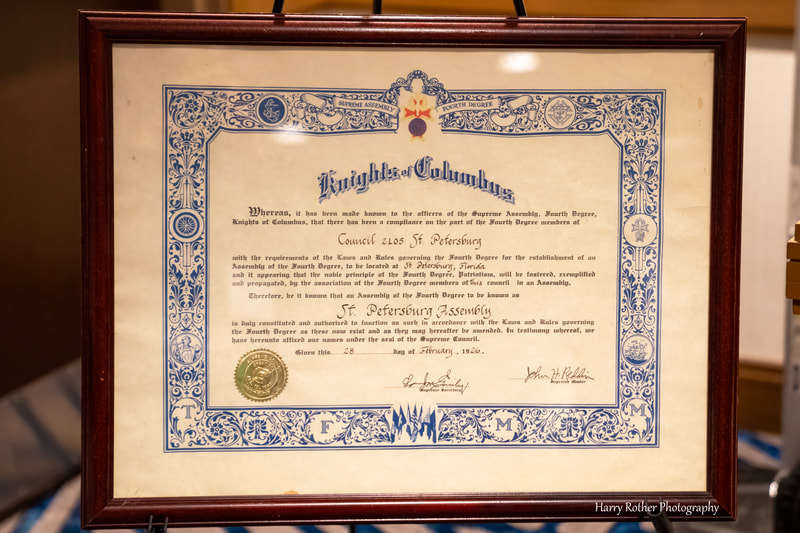 SUPREME ASSEMBLY FOURTH DEGREE
Knights of Columbus
Whereas, it has been made known to the officers of the Supreme Assembly, Fourth Degree,
Knights of Columbus, that there has been a compliance on the part of the Fourth Degree members of
Council 2105 St Petersburg
with the requirements of the Laws and Rules governing the Fourth Degree for the establishment of an
Assembly of the Fourth Degree, to be located at St Petersburg, Florida
and it appearing that the noble principle of the Fourth Degree, Patriotism, will be fostered, exemplified
and propagated, by the association of the Fourth Degree members of this council in an Assembly.
Therefore, be it known that an Assembly of the Fourth Degree to be known as
St. Petersburg Assembly
is duly constituted and authorized to function as such in accordance with the Laws and Rules governing
the Fourth Degree as these now exist and as they may hereafter be amended. In testimony whereof, we
have hereunto affixed our names under the seal of the Supreme Council.
Given this 28 day of February, 1926.
John H. Reddin
Supreme Secretary
Supreme Master
T F M M
Harry Rother Photography